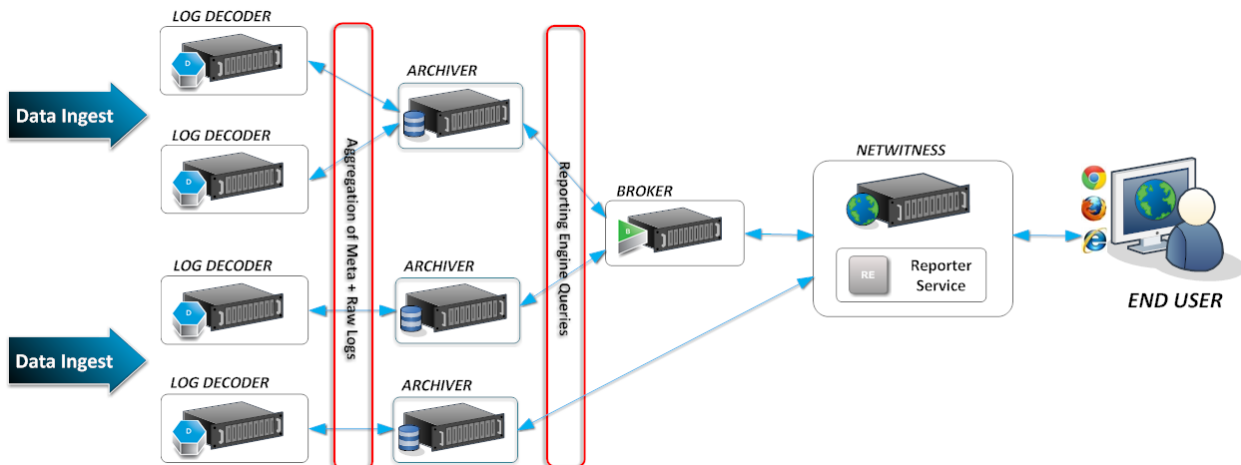 LOG DECODER
Data Ingest
LOG DECODER
ARCHIVER
Aggregation of Meta + Raw Logs
Reporting Engine Queries
BROKER
B
NETWITNESS
RE
Reporter
Service
END USER
LOG DECODER
D
D
ARCHIVER
Data Ingest
D
LOG DECODER
D
ARCHIVER